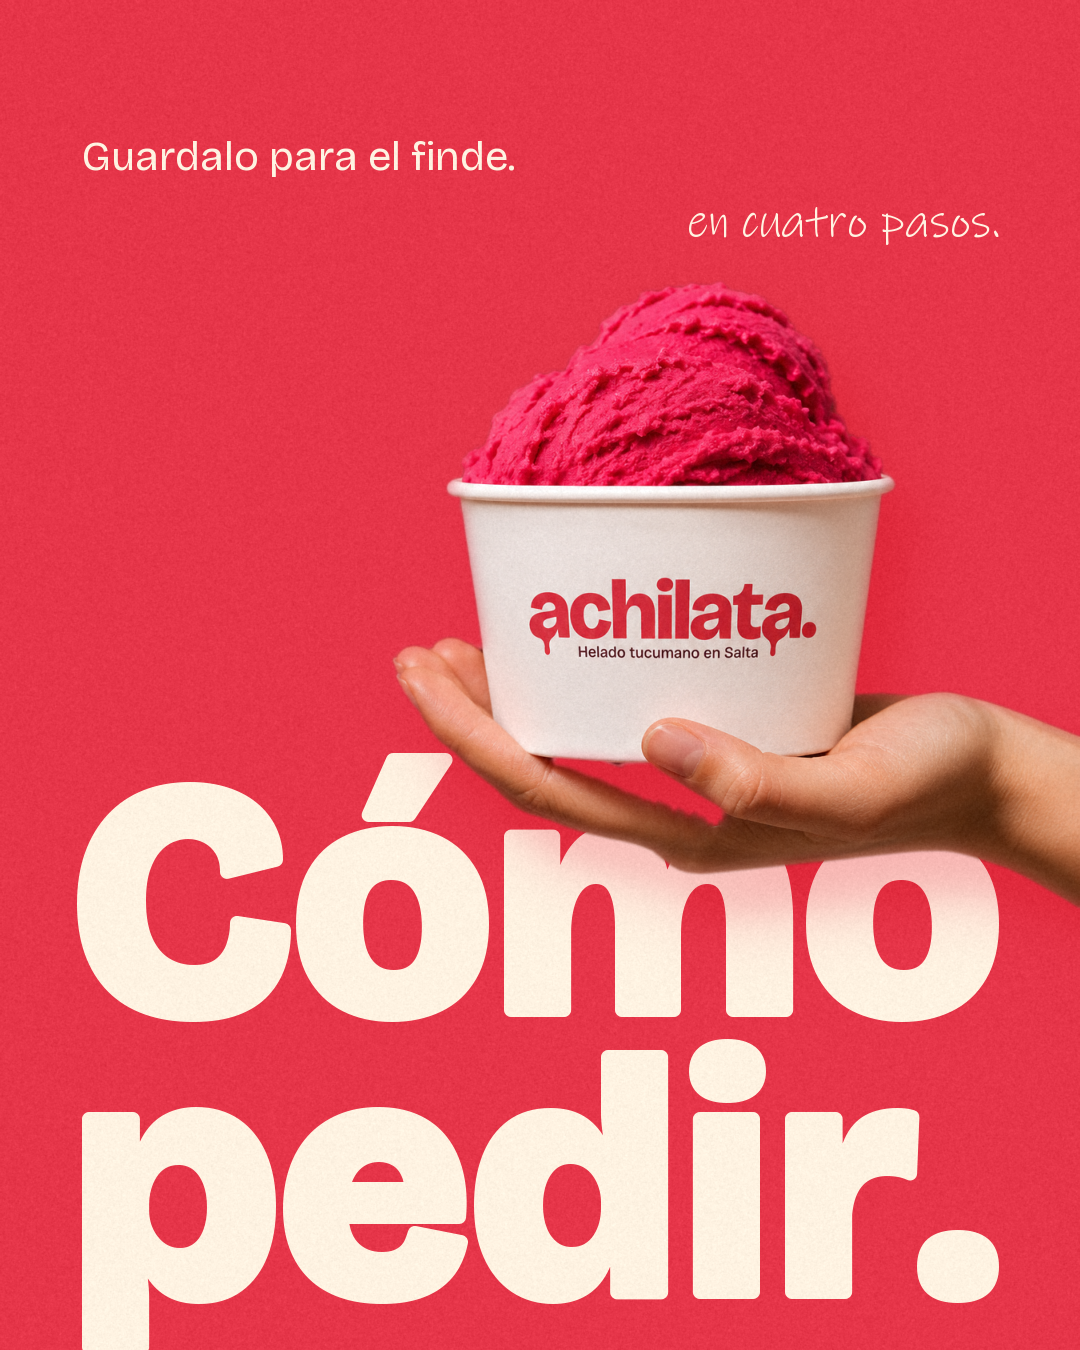 Guardalo para el finde.
en cuatro pasos.
achilata.
Helado tucumano en Salta
Cómo
pedir.